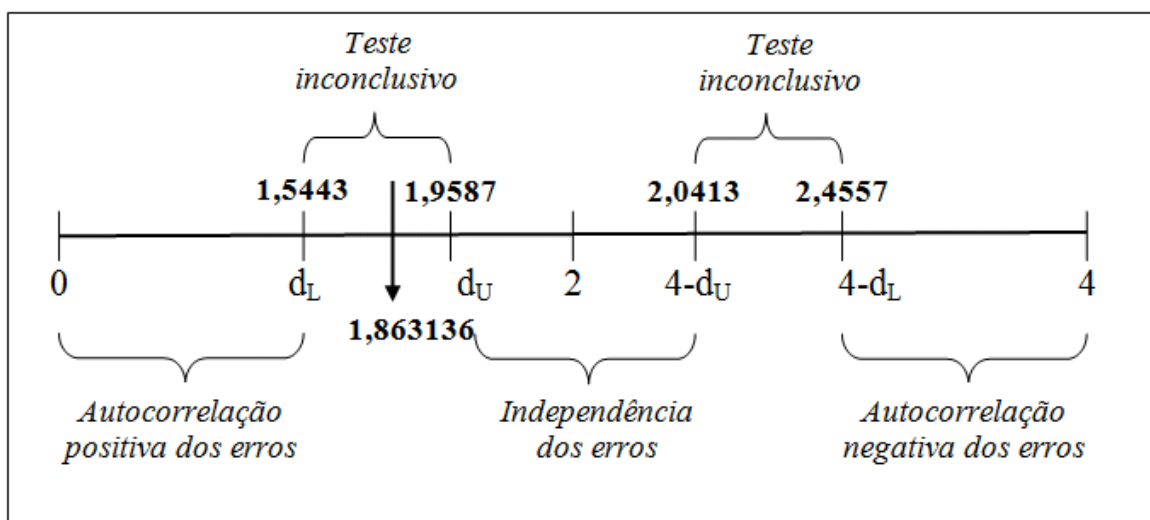 Teste
inconclusivo
Teste
inconclusivo
1,5443
1,9587
2,0413
2,4557
0
dL
dU
2
4-dU
4-dL
4
1,863136
Autocorrelação
positiva dos erros
Independência
dos erros
Autocorrelação
negativa dos erros